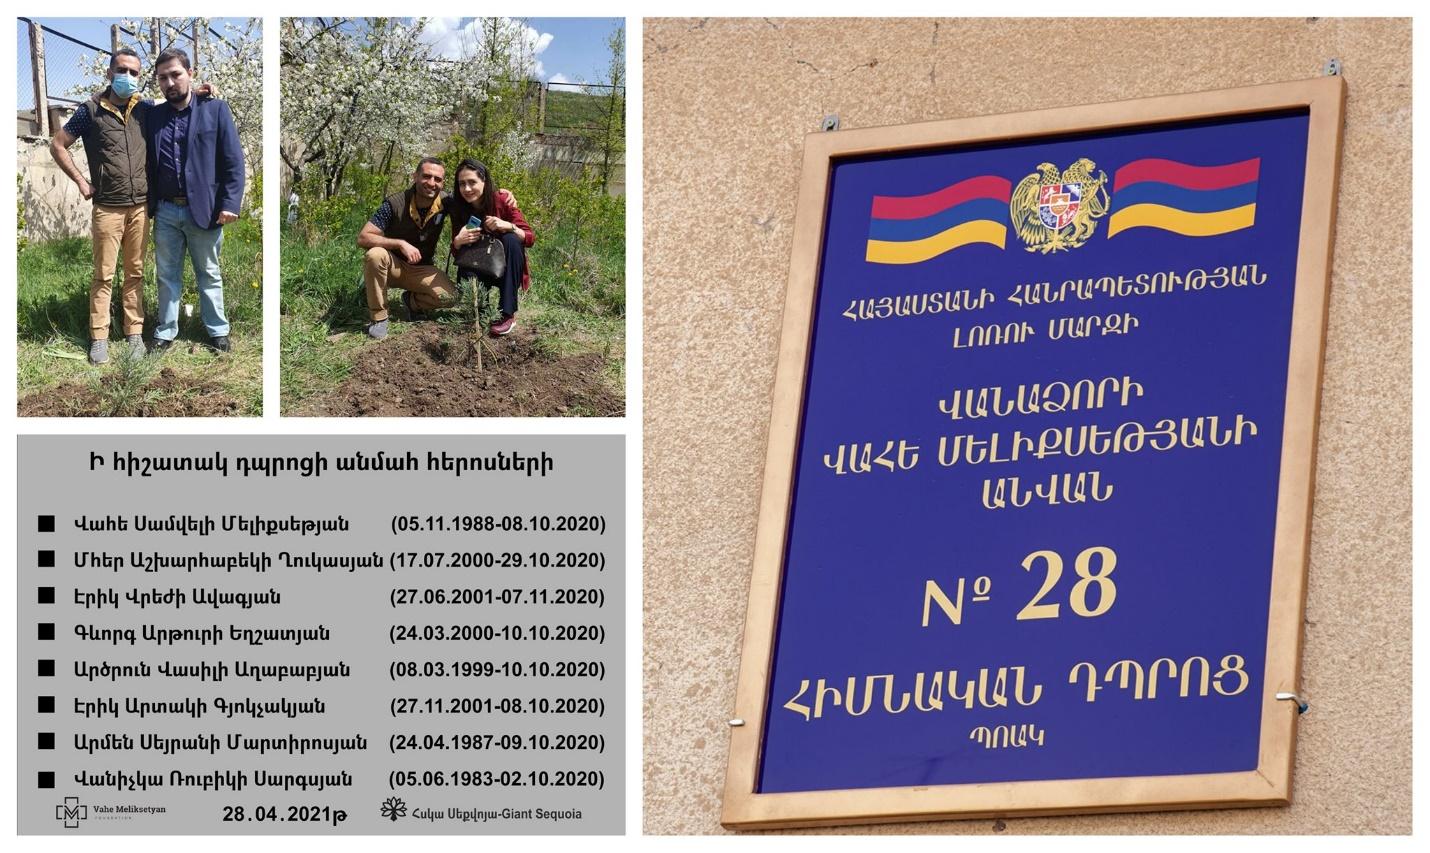 Ի հիշատակ դպրոցի անմահ հերոսների
Վահե Սամվելի Մելիքսեթյան (05.11.1988-08.10.2020)
Մհեր Աշխարհաբեկի Ղուկասյան (17.07.2000-29.10.2020)
Էրիկ Վրեժի Ավագյան (27.06.2001-07.11.2020)
Գևորգ Արթուրի Եղշատյան (24.03.2000-10.10.2020)
Արծրուն Վասիլի Աղաբաբյան (08.03.1999-10.10.2020)
Էրիկ Արտակի Գյոկչակյան (27.11.2001-08.10.2020)
Արմեն Սեյրանի Մարտիրոսյան (24.04.1987-09.10.2020)
Վանիչկա Ռուբիկի Սարգսյան (05.06.1983-02.10.2020)
Vahe Meliksetyan
FOUNDATION
28.04.2021թ
Հսկա Սեքվոյա-Giant Sequoia
ՀԱՅԱՍՏԱՆԻ ՀԱՆՐԱՊԵՏՈՒԹՅԱՆ
ԼՈՌՈՒ ՄԱՐԶԻ
ՎԱՆԱՁՈՐԻ
ՎԱՀԵ ՄԵԼԻՔՍԵԹՅԱՆԻ
ԱՆՎԱՆ
№ 28
ՀԻՄՆԱԿԱՆ ԴՊՐՈՑ
ՊՈԱԿ